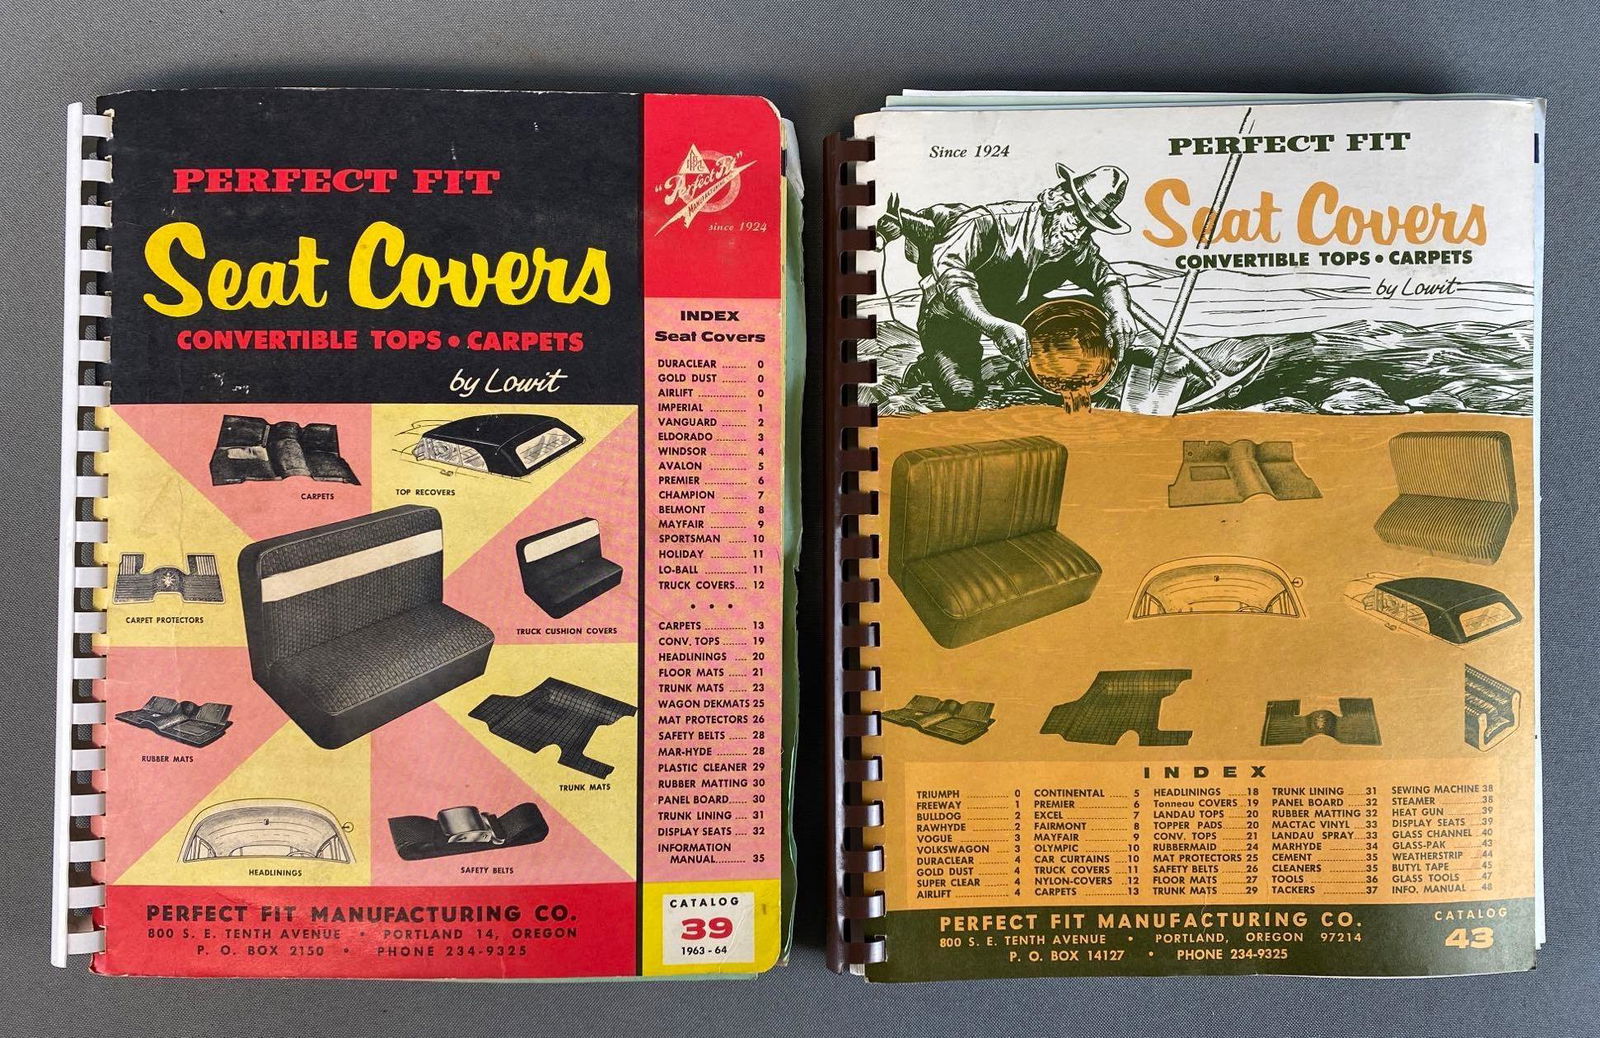 PERFECT FIT
Seat Covers
CONVERTIBLE TOPS • CARPETS
by Lowit
"Perfect Fit"
MANUFACTURING CO.
since 1924
INDEX
Seat Covers
DURACLEAR ........ 0
GOLD DUST ........ 0
AIRLIFT ........ 0
IMPERIAL ........ 1
VANGUARD ........ 2
ELDORADO ........ 3
WINDSOR ........ 4
AVALON ........ 5
PREMIER ........ 6
CHAMPION ........ 7
BELMONT ........ 8
MAYFAIR ........ 9
SPORTSMAN ........ 10
HOLIDAY ........ 11
LO-BALL ........ 11
TRUCK COVERS.... 12
• • •
CARPETS ........ 13
CONV. TOPS ...... 19
HEADLININGS .... 20
FLOOR MATS ..... 21
TRUNK MATS ..... 23
WAGON DEKMATS 25
MAT PROTECTORS 26
SAFETY BELTS ..... 28
MAR-HYDE ........ 28
PLASTIC CLEANER 29
RUBBER MATTING 30
PANEL BOARD..... 30
TRUNK LINING .... 31
DISPLAY SEATS ... 32
INFORMATION
MANUAL........ 35
CARPETS
TOP RECOVERS
CARPET PROTECTORS
TRUCK CUSHION COVERS
RUBBER MATS
TRUNK MATS
HEADLININGS
SAFETY BELTS
PERFECT FIT MANUFACTURING CO.
800 S. E. TENTH AVENUE • PORTLAND 14, OREGON
P. O. BOX 2150 • PHONE 234-9325
CATALOG
39
1963-64
Since 1924
PERFECT FIT
Seat Covers
CONVERTIBLE TOPS • CARPETS
by Lowit
INDEX
TRIUMPH ........ 0
FREEWAY ........ 1
BULLDOG ........ 2
RAWHYDE ........ 2
VOGUE ........ 3
VOLKSWAGON ..... 3
DURACLEAR ....... 4
GOLD DUST ....... 4
SUPER CLEAR ...... 4
AIRLIFT ........ 4
CONTINENTAL ..... 5
PREMIER ........ 6
EXCEL ........ 7
FAIRMONT ........ 8
MAYFAIR ........ 9
OLYMPIC ........ 10
CAR CURTAINS ... 10
TRUCK COVERS ... 11
NYLON-COVERS .. 12
CARPETS ........ 13
HEADLININGS ..... 18
Tonneau COVERS .. 19
LANDAU TOPS ..... 20
TOPPER PADS ..... 20
CONV. TOPS ....... 21
RUBBERMAID ..... 24
MAT PROTECTORS 25
SAFETY BELTS ..... 26
FLOOR MATS ...... 27
TRUNK MATS ..... 29
TRUNK LINING .... 31
PANEL BOARD ..... 32
RUBBER MATTING 32
MACTAC VINYL ... 33
LANDAU SPRAY... 33
MARHYDE ........ 34
CEMENT ........ 35
CLEANERS ........ 35
TOOLS ........ 36
TACKERS ........ 37
SEWING MACHINE 38
STEAMER ........ 38
HEAT GUN ........ 39
DISPLAY SEATS .... 39
GLASS CHANNEL .. 40
GLASS-PAK ........ 43
WEATHERSTRIP .... 44
BUTYL TAPE ....... 45
GLASS TOOLS ..... 47
INFO. MANUAL .... 48
PERFECT FIT MANUFACTURING CO.
800 S. E. TENTH AVENUE • PORTLAND, OREGON 97214
P. O. BOX 14127 • PHONE 234-9325
CATALOG
43